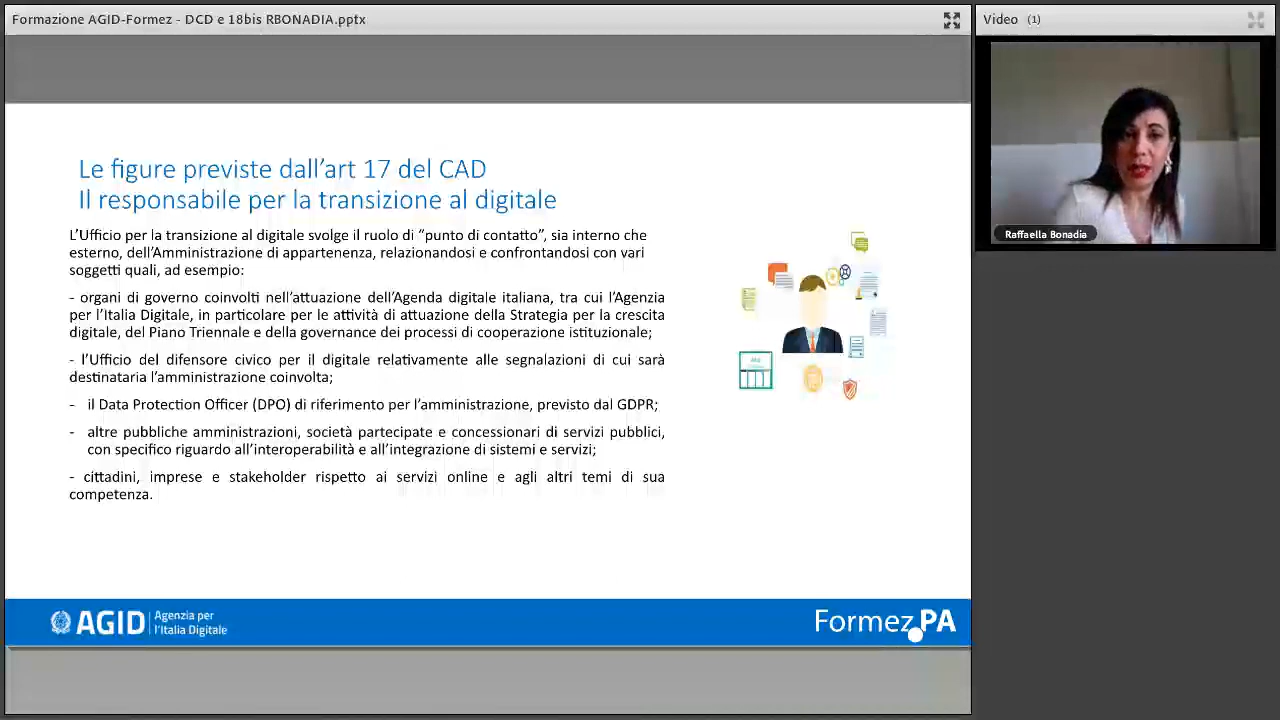 Formazione AGID-Formez - DCD e 18bis RBONADIA.pptx
Video (1)
Raffaella Bonadia
Le figure previste dall'art 17 del CAD
Il responsabile per la transizione al digitale
L'Ufficio per la transizione al digitale svolge il ruolo di "punto di contatto", sia interno che
esterno, dell'Amministrazione di appartenenza, relazionandosi e confrontandosi con vari
soggetti quali, ad esempio:
- organi di governo coinvolti nell'attuazione dell'Agenda digitale italiana, tra cui l'Agenzia
per l'Italia Digitale, in particolare per le attività di attuazione della Strategia per la crescita
digitale, del Piano Triennale e della governance dei processi di cooperazione istituzionale;
- l'Ufficio del difensore civico per il digitale relativamente alle segnalazioni di cui sarà
destinataria l'amministrazione coinvolta;
- il Data Protection Officer (DPO) di riferimento per l'amministrazione, previsto dal GDPR;
- altre pubbliche amministrazioni, società partecipate e concessionari di servizi pubblici,
con specifico riguardo all'interoperabilità e all'integrazione di sistemi e servizi;
- cittadini, imprese e stakeholder rispetto ai servizi online e agli altri temi di sua
competenza.
AGID Agenzia per
l'Italia Digitale
Formez PA